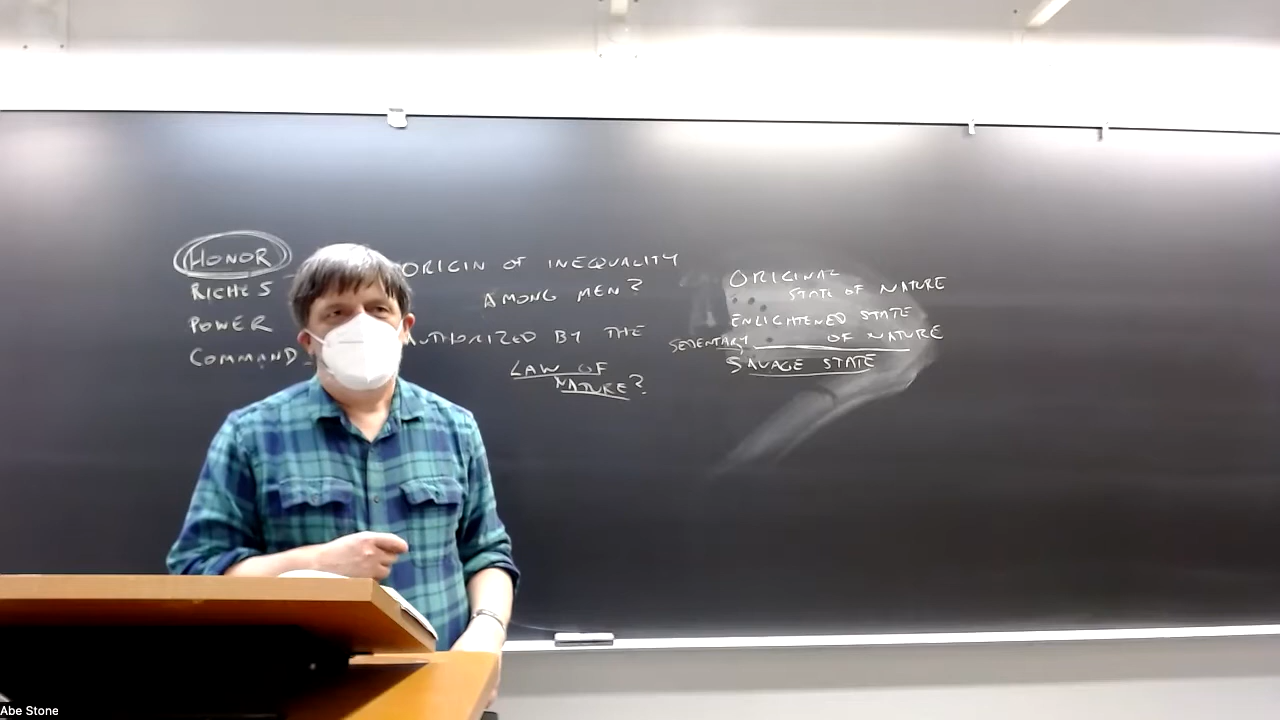 HONOR
RICHES
POWER
COMMAND
ORIGIN OF INEQUALITY
AMONG MEN?
AUTHORIZED BY THE
LAW OF
NATURE?
ORIGINAL
STATE OF NATURE
ENLIGHTENED STATE
OF NATURE
SEDENTARY
SAVAGE STATE
Abe Stone